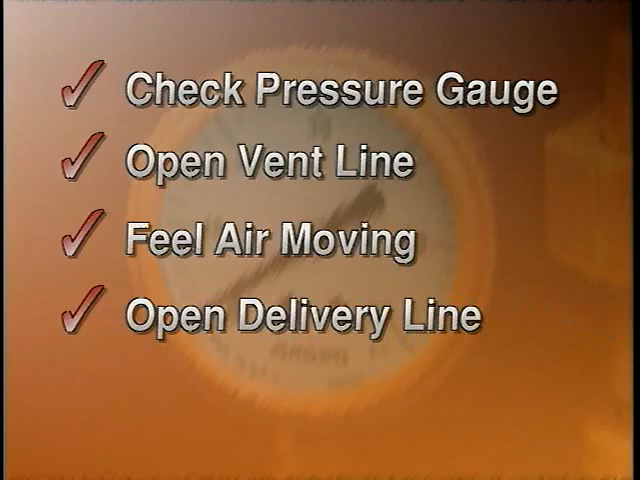 Check Pressure Gauge
Open Vent Line
Feel Air Moving
Open Delivery Line